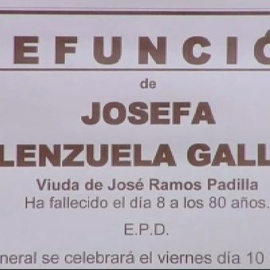 EFUNCIÓ
de
JOSEFA
LENZUELA GALL
Viuda de José Ramos Padilla
Ha fallecido el día 8 a los 80 años.
E.P.D.
neral se celebrará el viernes día 10